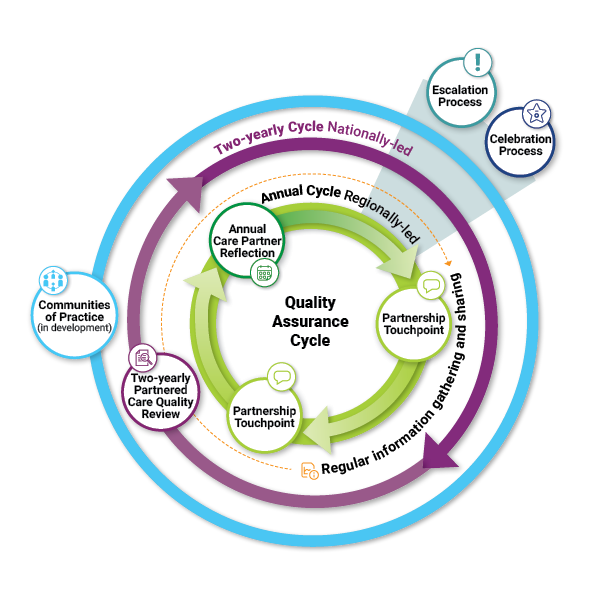 Escalation
Process
Celebration
Process
Two-yearly Cycle Nationally-led
Annual Cycle Regionally-led
Annual
Care Partner
Reflection
Quality
Assurance
Cycle
Partnership
Touchpoint
Communities
of Practice
(in development)
Two-yearly
Partnered
Care Quality
Review
Partnership
Touchpoint
Regular information gathering and sharing